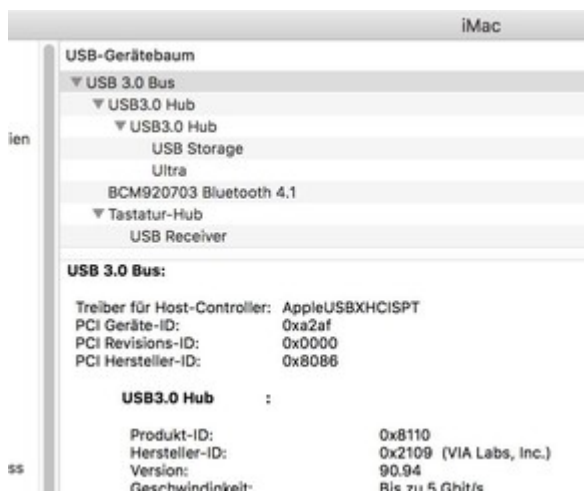 iMac
USB-Gerätebaum
USB 3.0 Bus
USB3.0 Hub
USB3.0 Hub
ien
USB Storage
Ultra
BCM920703 Bluetooth 4.1
Tastatur-Hub
USB Receiver
USB 3.0 Bus:
Treiber für Host-Controller: AppleUSBXHCISPT
PCI Geräte-ID: 0xa2af
PCI Revisions-ID: 0x0000
PCI Hersteller-ID: 0x8086
USB3.0 Hub :
Produkt-ID: 0x8110
Hersteller-ID: 0x2109 (VIA Labs, Inc.)
ss
Version: 90.94
Geschwindigkeit: Bis zu 5 Gbit/s